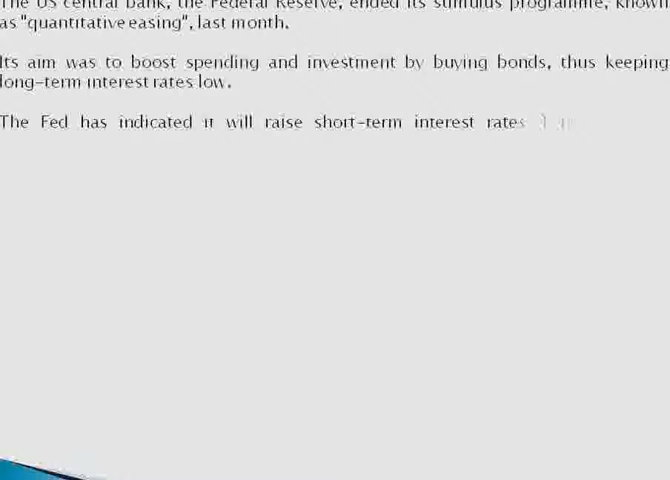 The US central bank, the Federal Reserve, ended its stimulus programme, known
as "quantitative easing", last month.
Its aim was to boost spending and investment by buying bonds, thus keeping
long-term interest rates low.
The Fed has indicated it will raise short-term interest rates